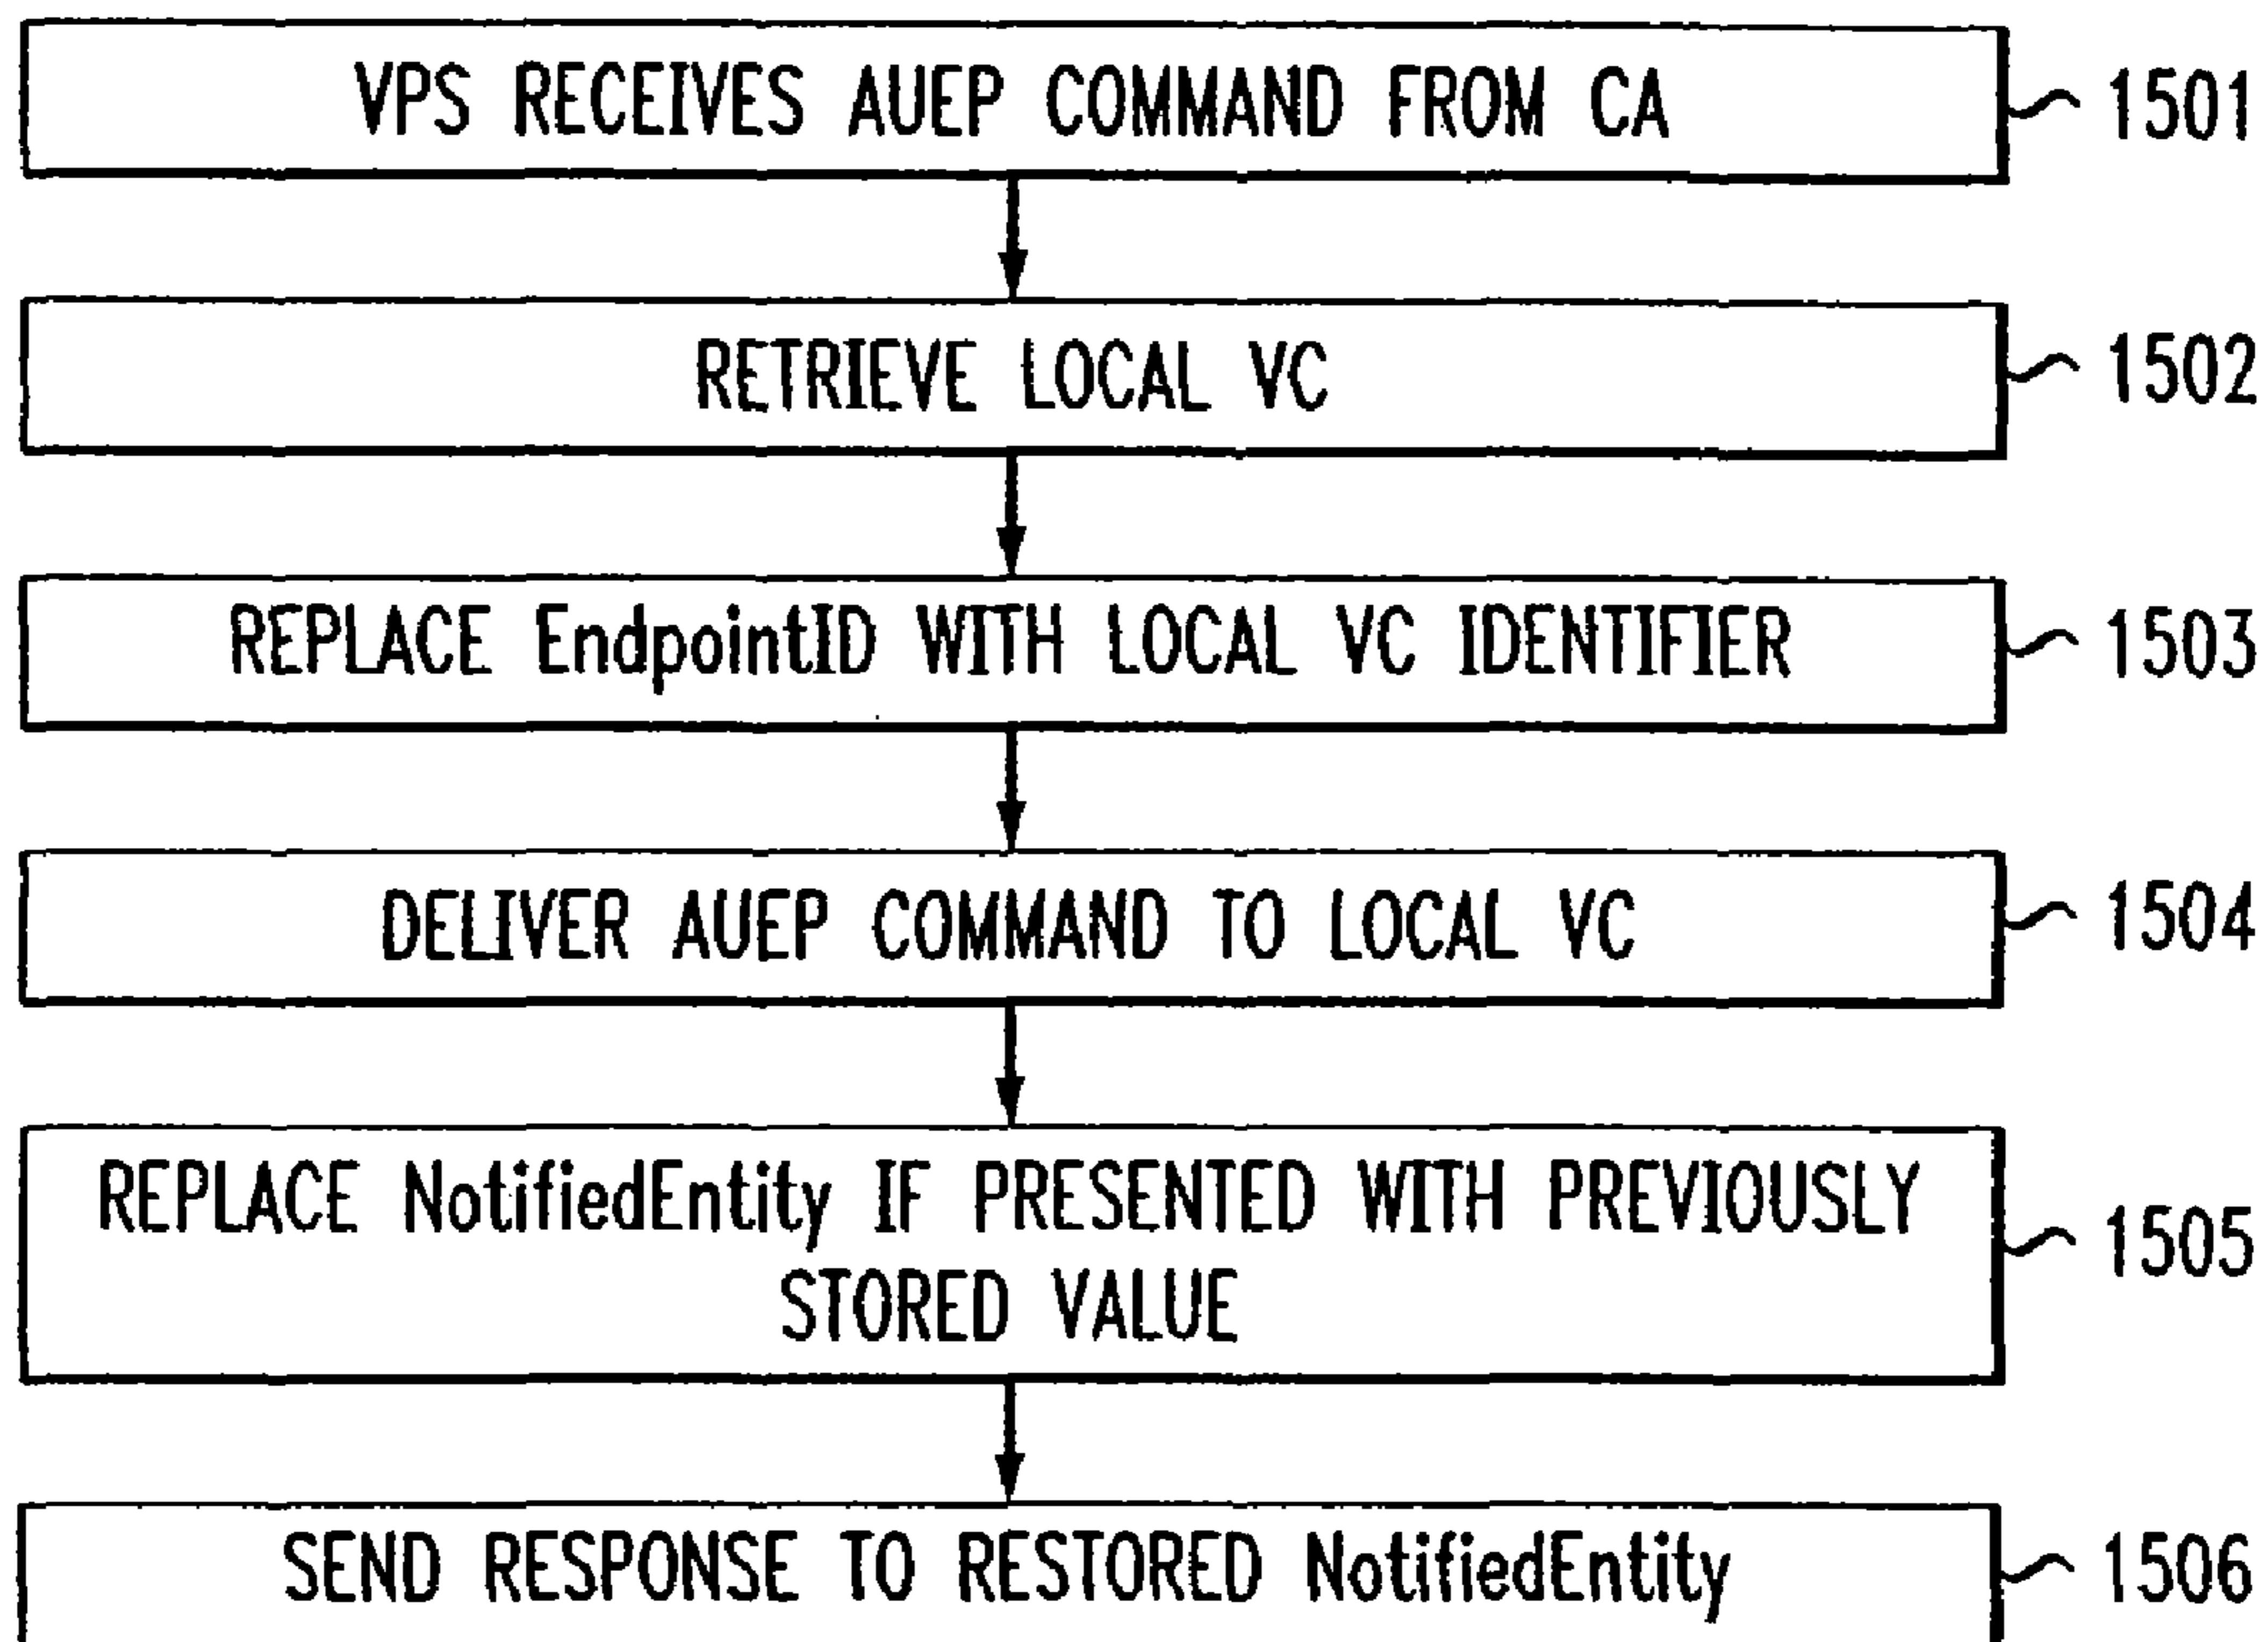 VPS RECEIVES AUEP COMMAND FROM CA
1501
RETRIEVE LOCAL VC
1502
REPLACE EndpointID WITH LOCAL VC IDENTIFIER
1503
DELIVER AUEP COMMAND TO LOCAL VC
1504
REPLACE NotifiedEntity IF PRESENTED WITH PREVIOUSLY
STORED VALUE
1505
SEND RESPONSE TO RESTORED NotifiedEntity
1506